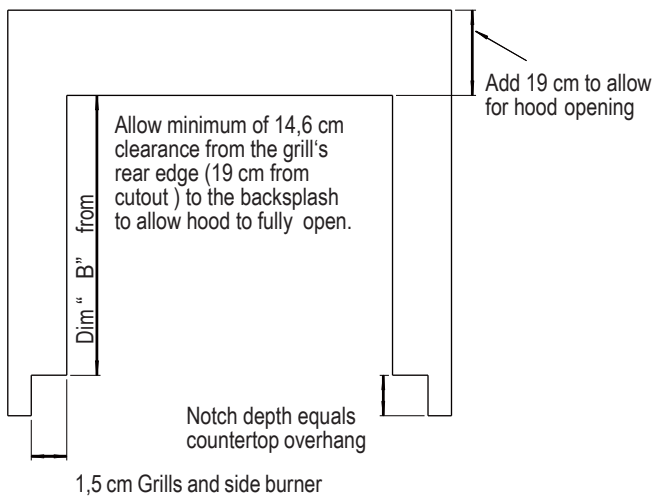 Add 19 cm to allow
for hood opening
Allow minimum of 14,6 cm
clearance from the grill‘s
rear edge (19 cm from
cutout ) to the backsplash
to allow hood to fully open.
Dim “ B” from
Notch depth equals
countertop overhang
1,5 cm Grills and side burner